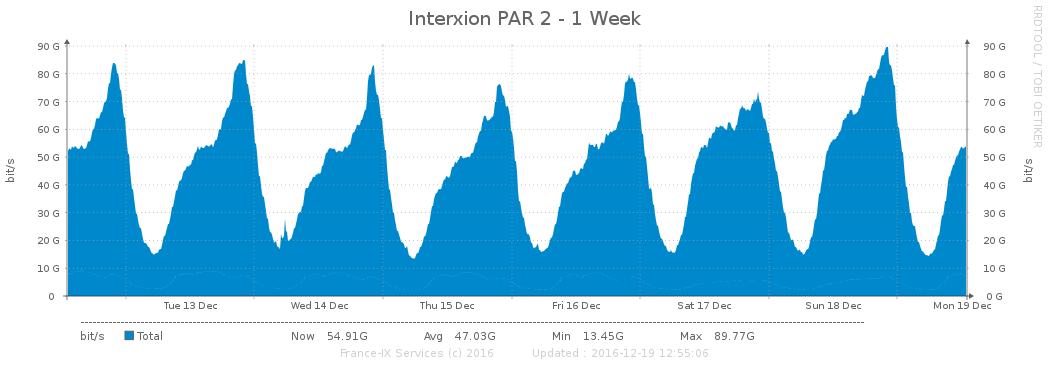 Interxion PAR 2 - 1 Week
RRDTOOL / TOBI OETIKER
bit/s
bit/s
90 G 90 G
80 G 80 G
70 G 70 G
60 G 60 G
50 G 50 G
40 G 40 G
30 G 30 G
20 G 20 G
10 G 10 G
0 0 G
Tue 13 Dec Wed 14 Dec Thu 15 Dec Fri 16 Dec Sat 17 Dec Sun 18 Dec Mon 19 Dec
bit/s Total Now 54.91G Avg 47.03G Min 13.45G Max 89.77G
France-IX Services (c) 2016 Updated : 2016-12-19 12:55:06